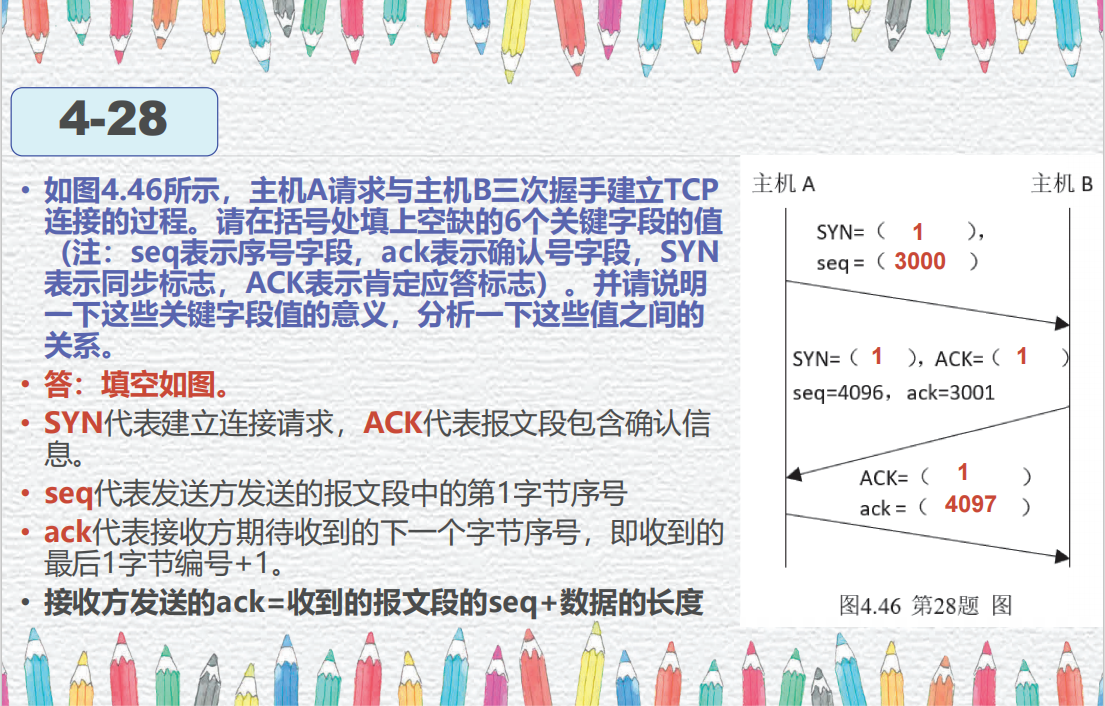 4-28
• 如图4.46所示，主机A请求与主机B三次握手建立TCP
连接的过程。请在括号处填上空缺的6个关键字段的值
（注：seq表示序号字段，ack表示确认号字段，SYN
表示同步标志，ACK表示肯定应答标志）。并请说明
一下这些关键字段值的意义，分析一下这些值之间的
关系。
• 答：填空如图。
• SYN代表建立连接请求，ACK代表报文段包含确认信
息。
• seq代表发送方发送的报文段中的第1字节序号
• ack代表接收方期待收到的下一个字节序号，即收到的
最后1字节编号+1。
• 接收方发送的ack=收到的报文段的seq+数据的长度
主机 A 主机 B
SYN=（ 1 ），
seq=（ 3000 ）
SYN=（ 1 ），ACK=（ 1 ）
seq=4096，ack=3001
ACK=（ 1 ）
ack=（ 4097 ）
图4.46 第28题 图